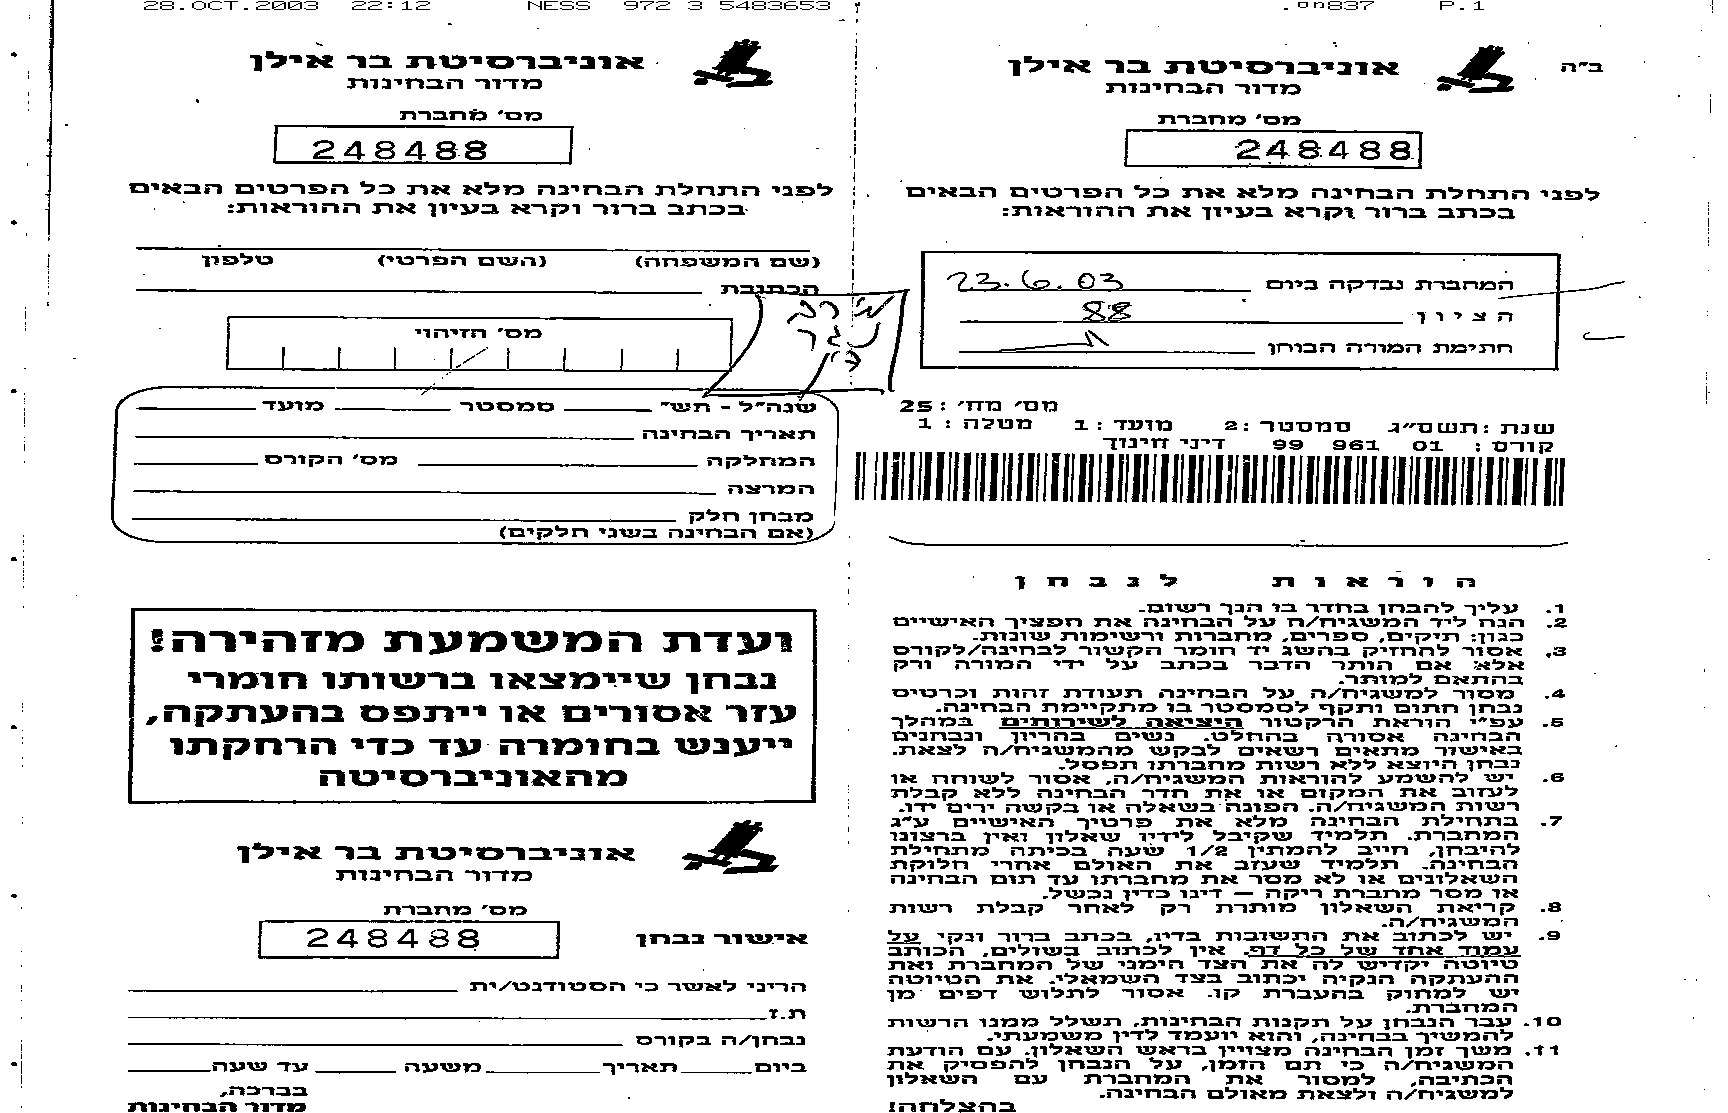 28.OCT.2003 22:12 NESS 972 3 5483653 P.1
ב"ה
אוניברסיטת בר אילן
מדור הבחינות
מס' מחברת
248488
לפני התחלת הבחינה מלא את כל הפרטים הבאים
בכתב ברור וקרא בעיון את ההוראות:
המחברת נבדקה ביום 23.6.03
הציון 88
חתימת המורה הבוחן
מס' מח': 25
שנת :תשס"ג סמסטר :2 מועד :1 מטלה : 1
קורס : 01 961 99 דיני חינוך
הוראות לנבחן
1. עליך להבחן בחדר בו הנך רשום.
2. הנח ליד המשגיח/ה על הבחינה את חפציך האישיים
כגון: תיקים, ספרים, מחברות ורשימות שונות.
3. אסור להחזיק בהשג יד חומר הקשור לבחינה/לקורס
אלא אם הותר הדבר בכתב על ידי המורה ורק
בהתאם למותר.
4. מסור למשגיח/ה על הבחינה תעודת זהות וכרטיס
נבחן חתום ותקף לסמסטר בו מתקיימת הבחינה.
5. עפ"י הוראת הרקטור היציאה לשירותים במהלך
הבחינה אסורה בהחלט. נשים בהריון ונבחנים
באישור מתאים רשאים לבקש מהמשגיח/ה לצאת.
נבחן היוצא ללא רשות מחברתו תפסל.
6. יש להשמע להוראות המשגיח/ה, אסור לשוחח או
לעזוב את המקום או את חדר הבחינה ללא קבלת
רשות המשגיח/ה. הפונה בשאלה או בקשה ירים ידו.
7. בתחילת הבחינה מלא את פרטיך האישיים ע"ג
המחברת. תלמיד שקיבל לידיו שאלון ואין ברצונו
להיבחן, חייב להמתין 1/2 שעה בכיתה מתחילת
הבחינה. תלמיד שעזב את האולם אחרי חלוקת
השאלונים או לא מסר את מחברתו עד תום הבחינה
או מסר מחברת ריקה – דינו כדין נכשל.
8. קריאת השאלון מותרת רק לאחר קבלת רשות
המשגיח/ה.
9. יש לכתוב את התשובות בדיו, בכתב ברור ונקי על
עמוד אחד של כל דף. אין לכתוב בשולים, הכותב
טיוטה יקדיש לה את הצד הימני של המחברת ואת
ההעתקה הנקיה יכתוב בצד השמאלי. את הטיוטה
יש למחוק בהעברת קו. אסור לתלוש דפים מן
המחברת.
10. עבר הנבחן על תקנות הבחינות, תשלל ממנו הרשות
להמשיך בבחינה, והוא יועמד לדין משמעתי.
11. משך זמן הבחינה מצויין בראש השאלון. עם הודעת
המשגיח/ה כי תם הזמן, על הנבחן להפסיק את
הכתיבה, למסור את המחברת עם השאלון
למשגיח/ה ולצאת מאולם הבחינה.
בהצלחה!
אוניברסיטת בר אילן
מדור הבחינות
מס' מחברת
248488
לפני התחלת הבחינה מלא את כל הפרטים הבאים
בכתב ברור וקרא בעיון את ההוראות:
(שם המשפחה) (השם הפרטי) טלפון
הכתובת
מס' הזיהוי
שנה"ל - תש" סמסטר מועד
תאריך הבחינה
המחלקה מס' הקורס
המרצה
מבחן חלק
(אם הבחינה בשני חלקים)
ועדת המשמעת מזהירה!
נבחן שיימצאו ברשותו חומרי
עזר אסורים או ייתפס בהעתקה,
ייענש בחומרה עד כדי הרחקתו
מהאוניברסיטה
אוניברסיטת בר אילן
מדור הבחינות
מס' מחברת
אישור נבחן 248488
הריני לאשר כי הסטודנט/ית
ת.ז
נבחן/ה בקורס
ביום תאריך משעה עד שעה
בברכה,
מדור הבחינות